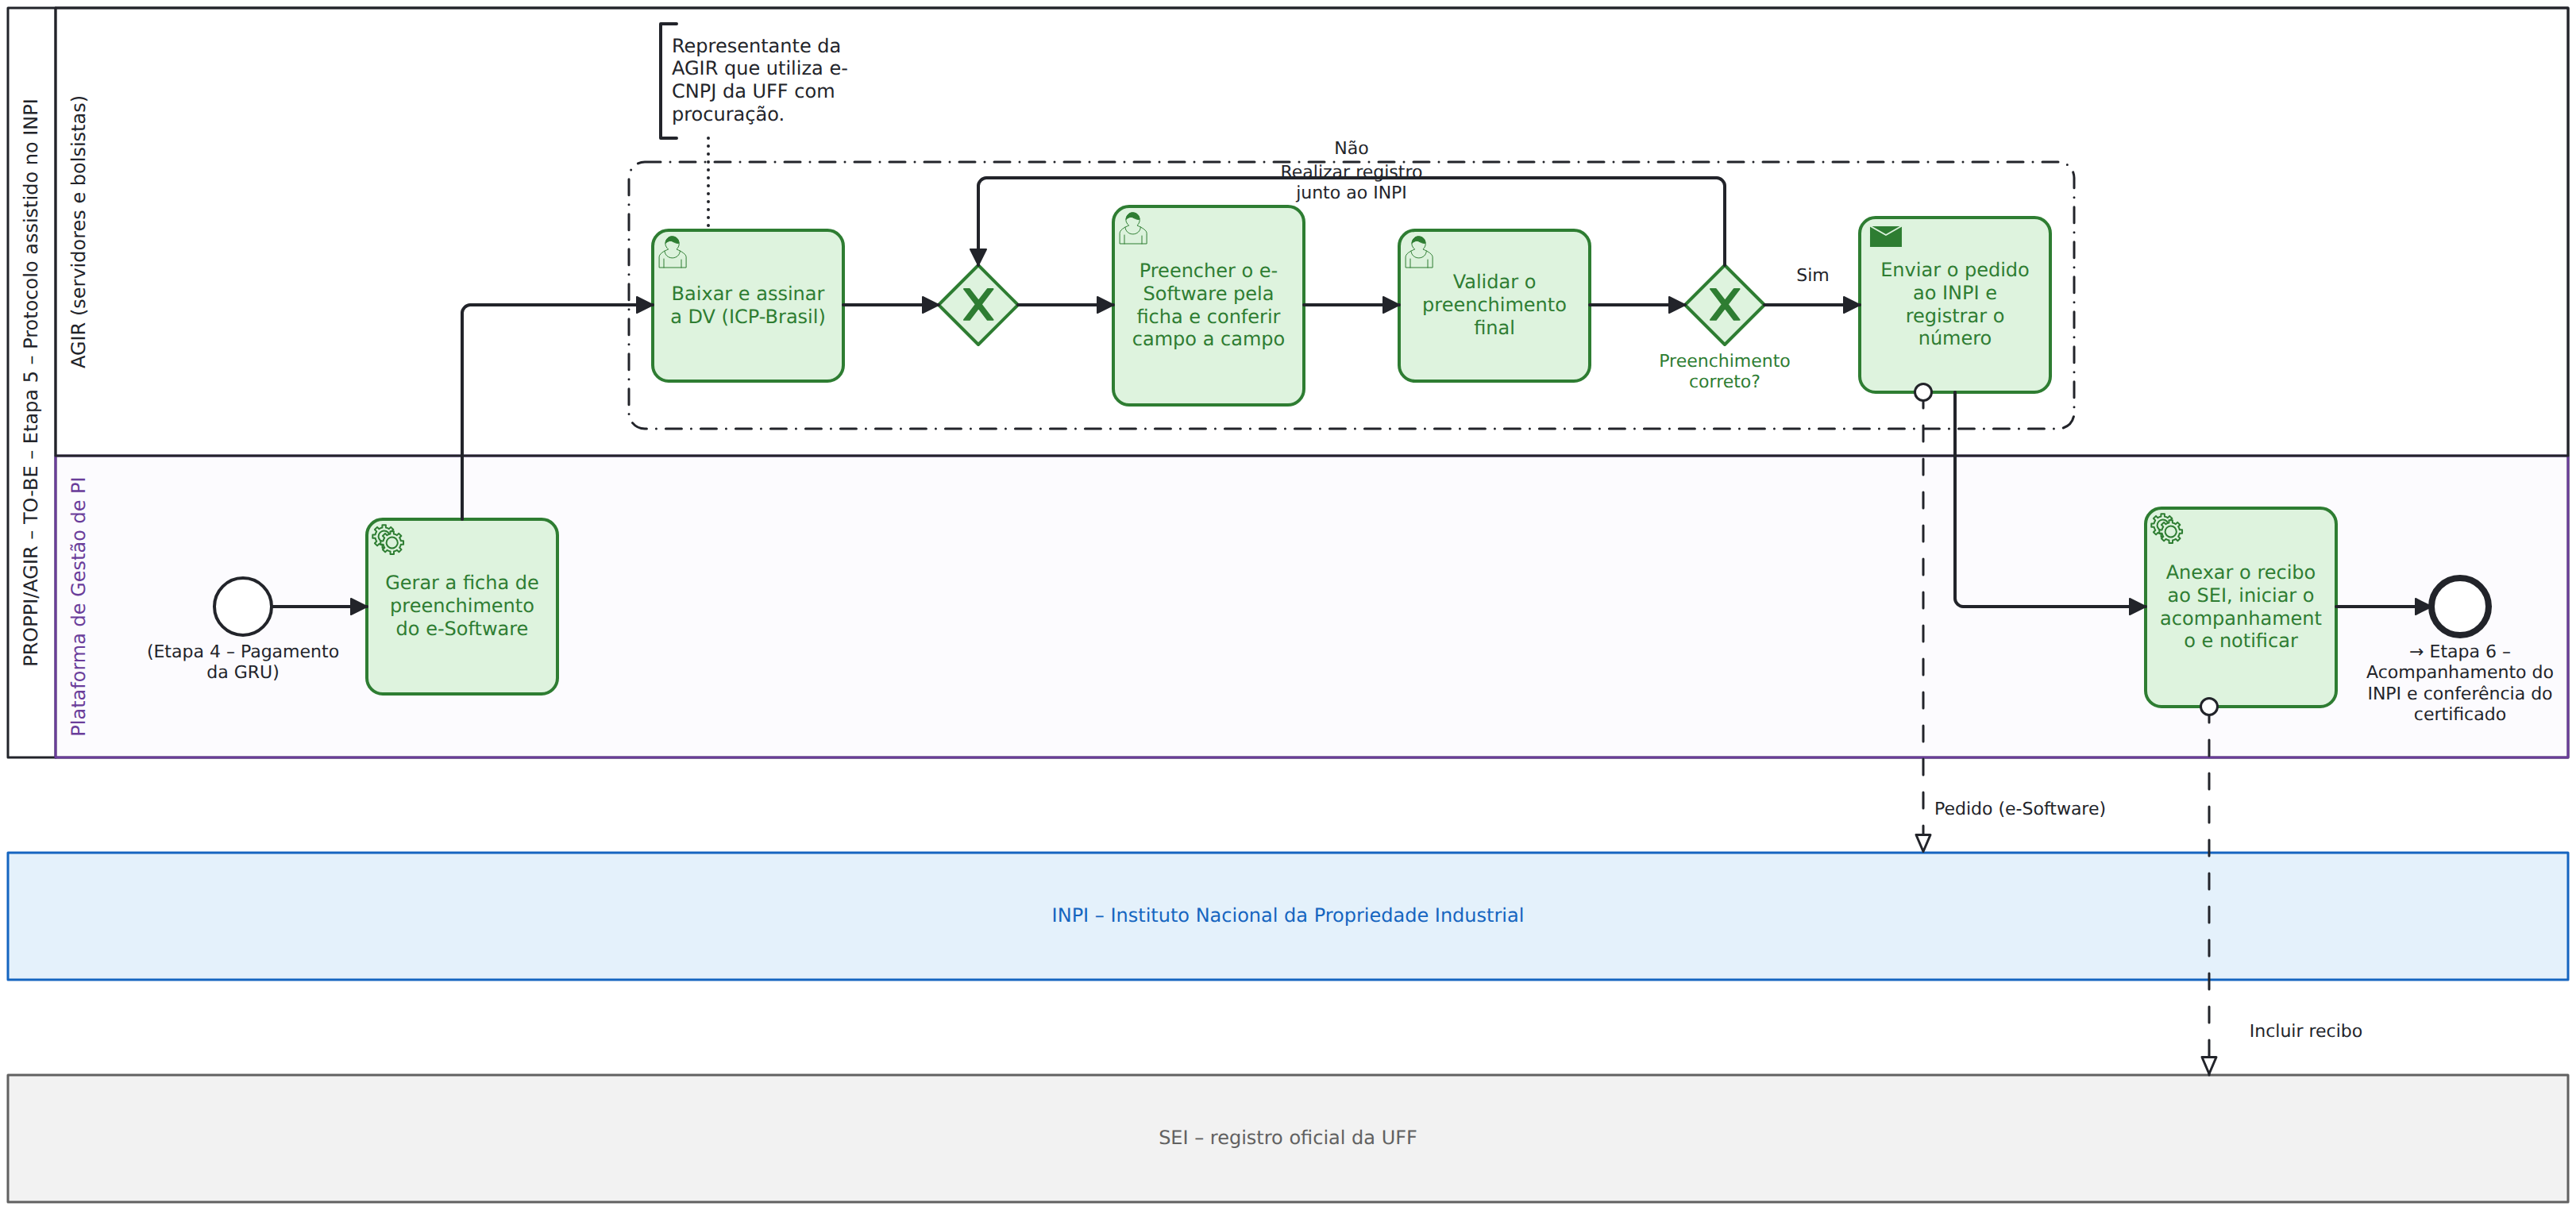 PROPPI/AGIR – TO-BE – Etapa 5 – Protocolo assistido no INPI
AGIR (servidores e bolsistas)
Representante da
AGIR que utiliza e-
CNPJ da UFF com
procuração.
Não
Realizar registro
junto ao INPI
Baixar e assinar
a DV (ICP-Brasil)
X
Preencher o e-
Software pela
ficha e conferir
campo a campo
Validar o
preenchimento
final
X
Preenchimento
correto?
Sim
Enviar o pedido
ao INPI e
registrar o
número
Plataforma de Gestão de PI
(Etapa 4 – Pagamento
da GRU)
Gerar a ficha de
preenchimento
do e-Software
Anexar o recibo
ao SEI, iniciar o
acompanhament
o e notificar
→ Etapa 6 –
Acompanhamento do
INPI e conferência do
certificado
Pedido (e-Software)
INPI – Instituto Nacional da Propriedade Industrial
Incluir recibo
SEI – registro oficial da UFF